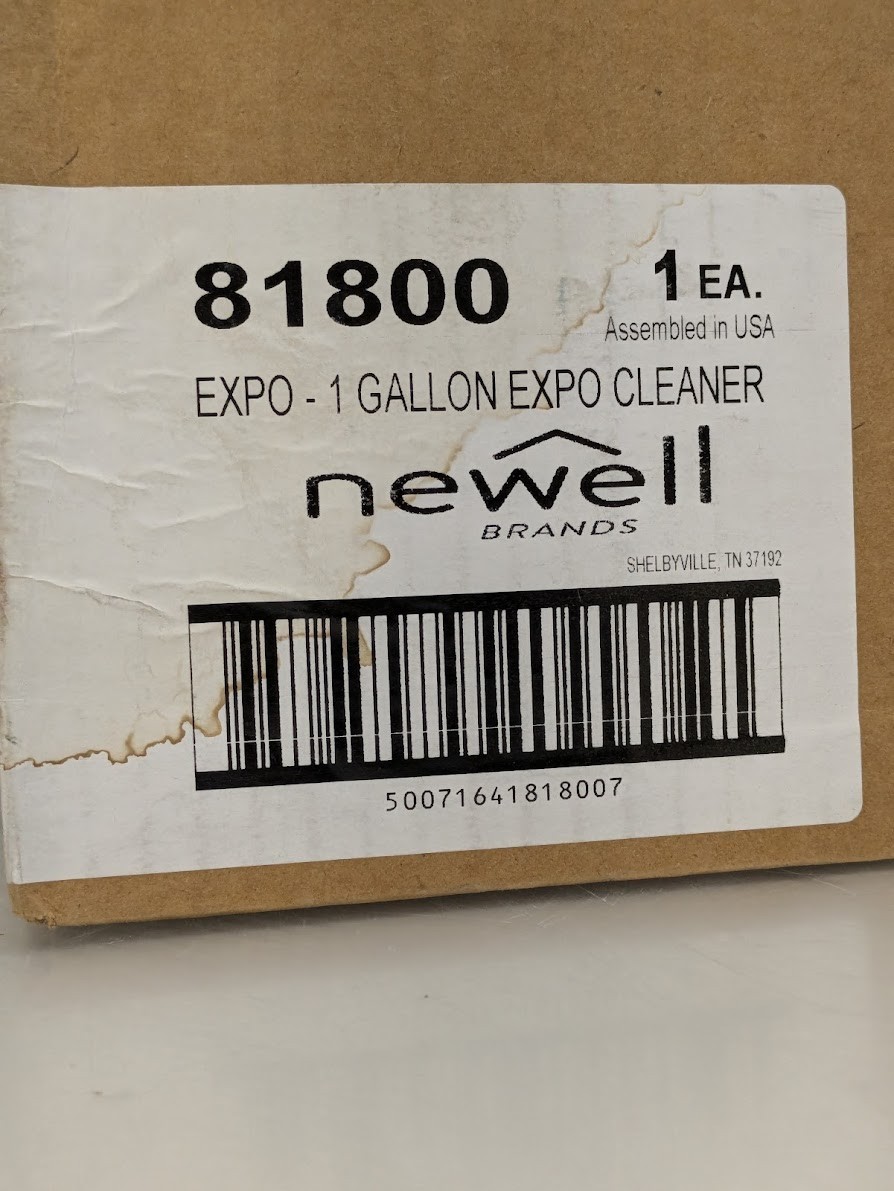 81800 1 EA.
Assembled in USA
EXPO - 1 GALLON EXPO CLEANER
newell
BRANDS
SHELBYVILLE, TN 37192
50071641818007